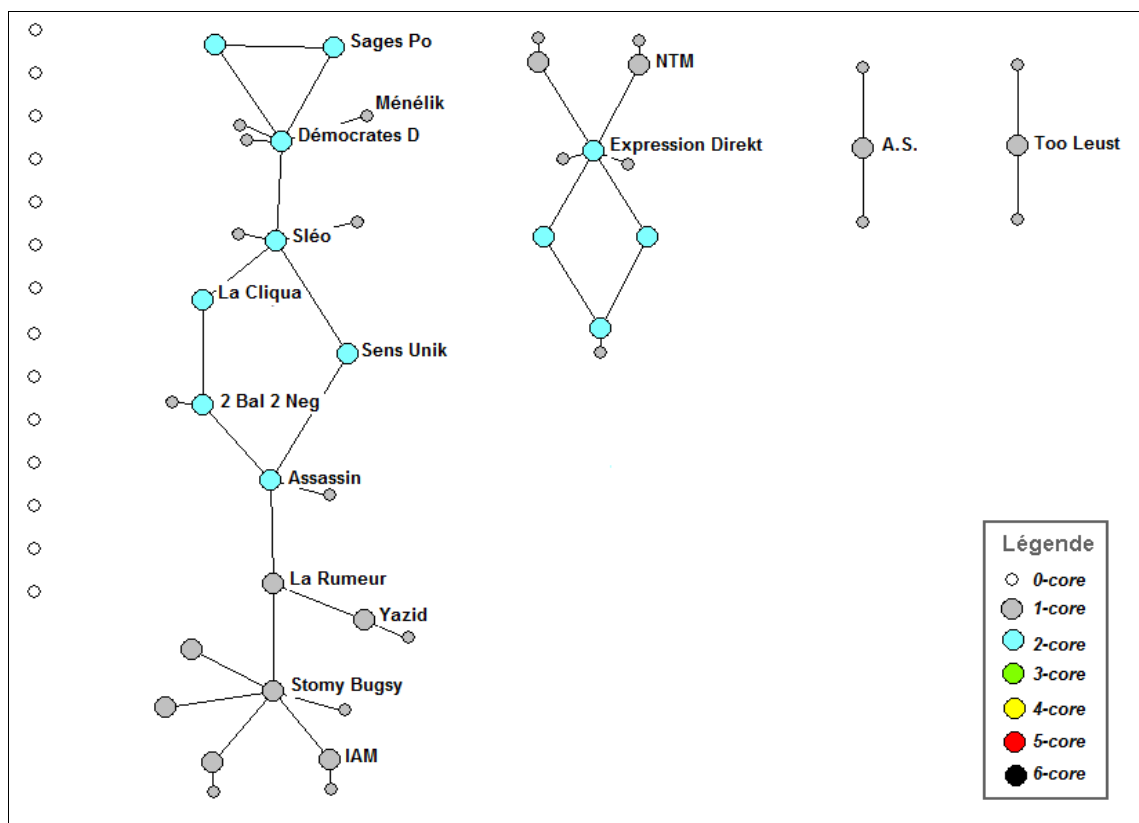 Sages Po
NTM
Ménélik
Démocrates D
Expression Direkt
A.S.
Too Leust
Sléo
La Cliqua
Sens Unik
2 Bal 2 Neg
Assassin
La Rumeur
Yazid
Stomy Bugsy
IAM
Légende
0-core
1-core
2-core
3-core
4-core
5-core
6-core